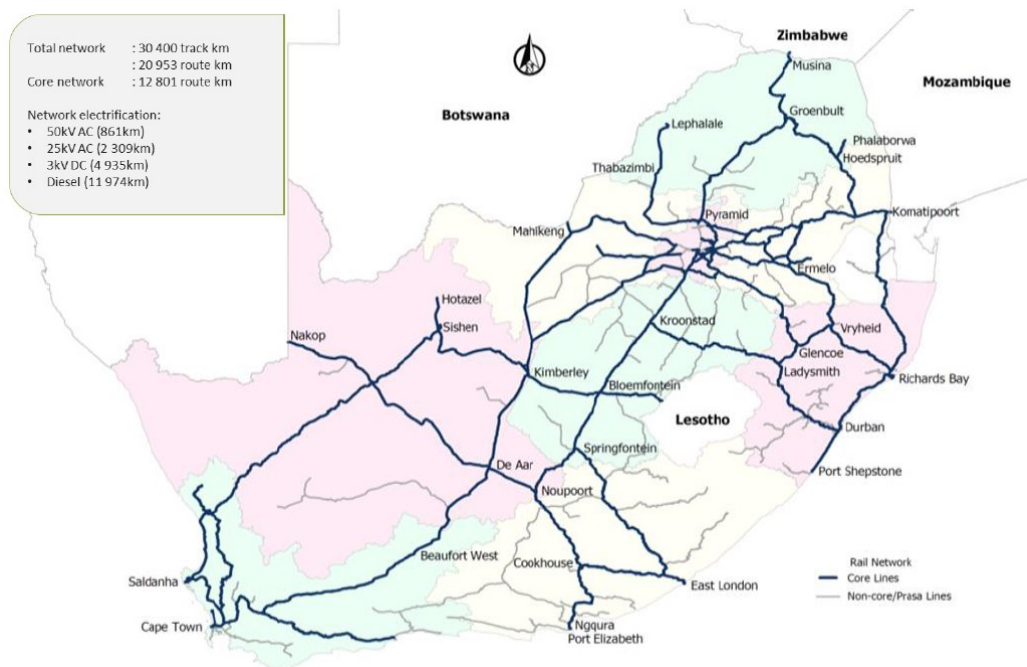 Total network : 30 400 track km
: 20 953 route km
Core network : 12 801 route km
Network electrification:
• 50kV AC (861km)
• 25kV AC (2 309km)
• 3kV DC (4 935km)
• Diesel (11 974km)
Zimbabwe
Musina
Mozambique
Botswana
Groenbult
Lephalale
Phalaborwa
Hoedspruit
Thabazimbi
Pyramid
Komatipoort
Mahikeng
Ermelo
Hotazel
Sishen
Nakop
Kroonstad
Vryheid
Glencoe
Ladysmith
Kimberley
Richards Bay
Bloemfontein
Lesotho
Durban
Springfontein
De Aar
Port Shepstone
Noupoort
Beaufort West
Cookhouse
Rail Network
Core Lines
Non-core/Prasa Lines
Saldanha
East London
Cape Town
Ngqura
Port Elizabeth